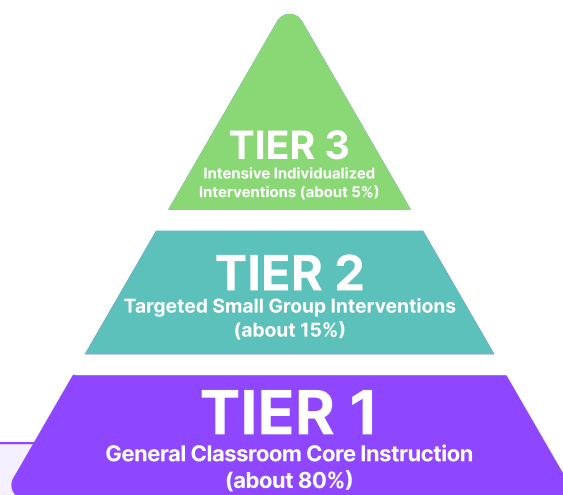 TIER 3
Intensive Individualized
Interventions (about 5%)
TIER 2
Targeted Small Group Interventions
(about 15%)
TIER 1
General Classroom Core Instruction
(about 80%)